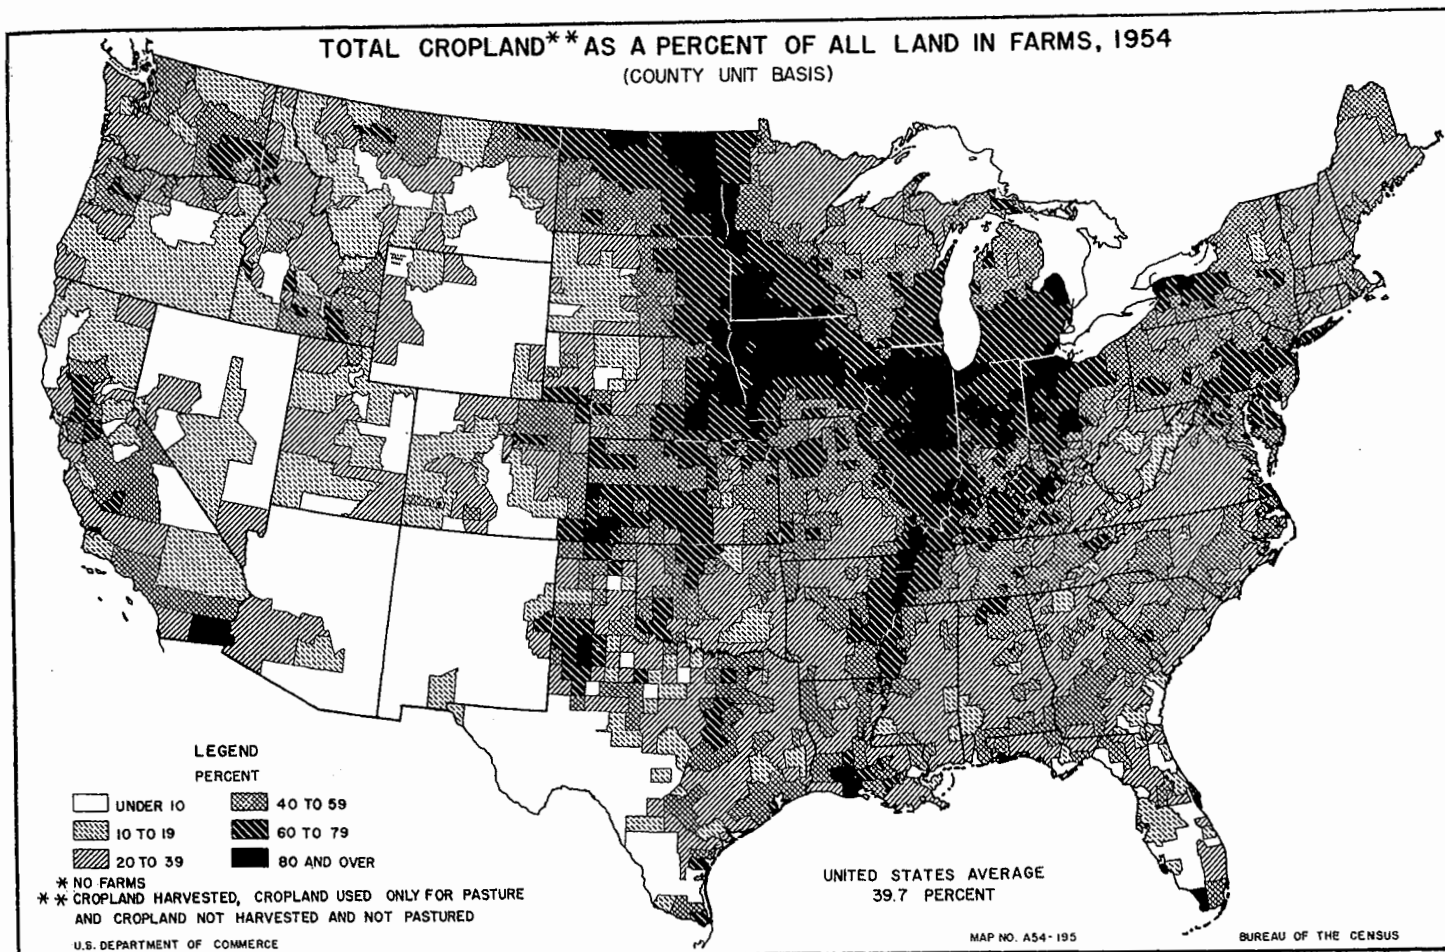 TOTAL CROPLAND** AS A PERCENT OF ALL LAND IN FARMS, 1954
(COUNTY UNIT BASIS)
LEGEND
PERCENT
UNDER 10
10 TO 19
20 TO 39
40 TO 59
60 TO 79
80 AND OVER
* NO FARMS
** CROPLAND HARVESTED, CROPLAND USED ONLY FOR PASTURE
AND CROPLAND NOT HARVESTED AND NOT PASTURED
U.S. DEPARTMENT OF COMMERCE
UNITED STATES AVERAGE
39.7 PERCENT
MAP NO. A54-195
BUREAU OF THE CENSUS